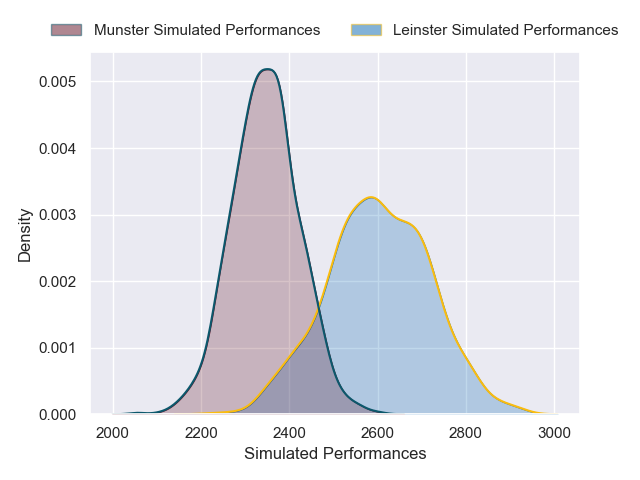 Munster Simulated Performances Leinster Simulated Performances
0.005
0.004
0.003
0.002
0.001
0.000
Density
2000 2200 2400 2600 2800 3000
Simulated Performances